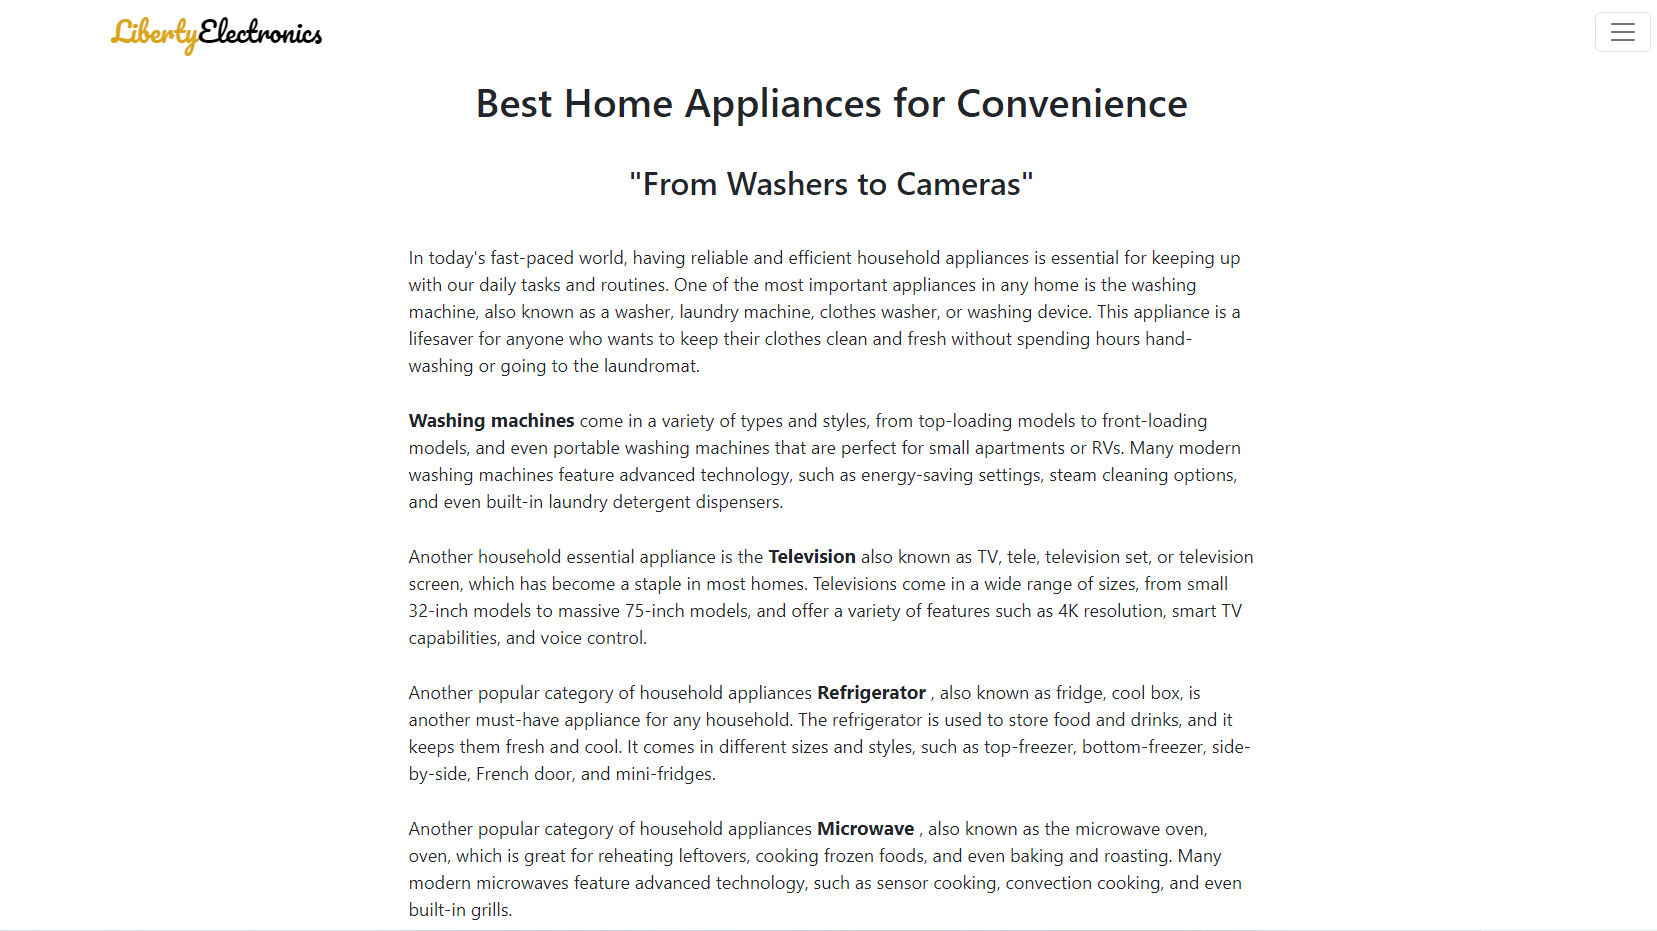 LibertyElectronics
Best Home Appliances for Convenience
"From Washers to Cameras"
In today's fast-paced world, having reliable and efficient household appliances is essential for keeping up
with our daily tasks and routines. One of the most important appliances in any home is the washing
machine, also known as a washer, laundry machine, clothes washer, or washing device. This appliance is a
lifesaver for anyone who wants to keep their clothes clean and fresh without spending hours hand-
washing or going to the laundromat.
Washing machines come in a variety of types and styles, from top-loading models to front-loading
models, and even portable washing machines that are perfect for small apartments or RVs. Many modern
washing machines feature advanced technology, such as energy-saving settings, steam cleaning options,
and even built-in laundry detergent dispensers.
Another household essential appliance is the Television also known as TV, tele, television set, or television
screen, which has become a staple in most homes. Televisions come in a wide range of sizes, from small
32-inch models to massive 75-inch models, and offer a variety of features such as 4K resolution, smart TV
capabilities, and voice control.
Another popular category of household appliances Refrigerator , also known as fridge, cool box, is
another must-have appliance for any household. The refrigerator is used to store food and drinks, and it
keeps them fresh and cool. It comes in different sizes and styles, such as top-freezer, bottom-freezer, side-
by-side, French door, and mini-fridges.
Another popular category of household appliances Microwave , also known as the microwave oven,
oven, which is great for reheating leftovers, cooking frozen foods, and even baking and roasting. Many
modern microwaves feature advanced technology, such as sensor cooking, convection cooking, and even
built-in grills.